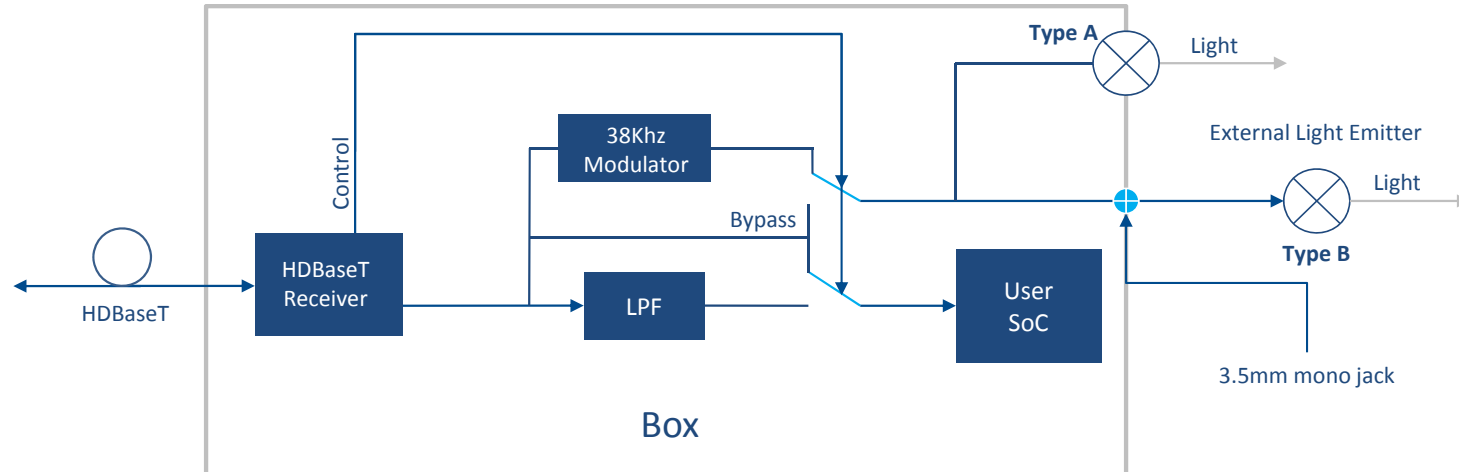 Type A
Light
Control
38Khz
Modulator
External Light Emitter
Light
Bypass
Type B
HDBaseT
Receiver
HDBaseT
LPF
User
SoC
3.5mm mono jack
Box